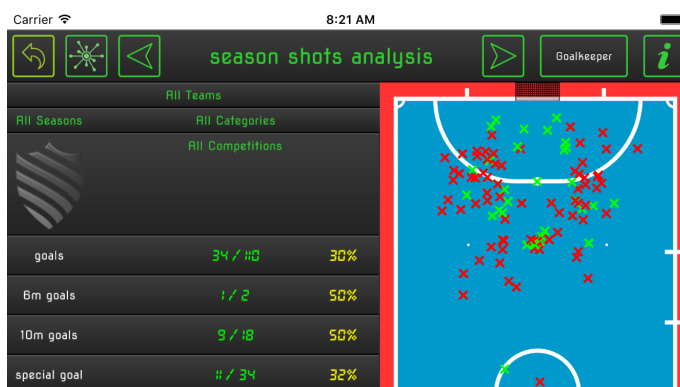 Carrier 8:21 AM
season shots analysis Goalkeeper i
All Teams
All Seasons All Categories
All Competitions
goals 34 / 110 30%
6m goals 1 / 2 50%
10m goals 9 / 18 50%
special goal 11 / 34 32%